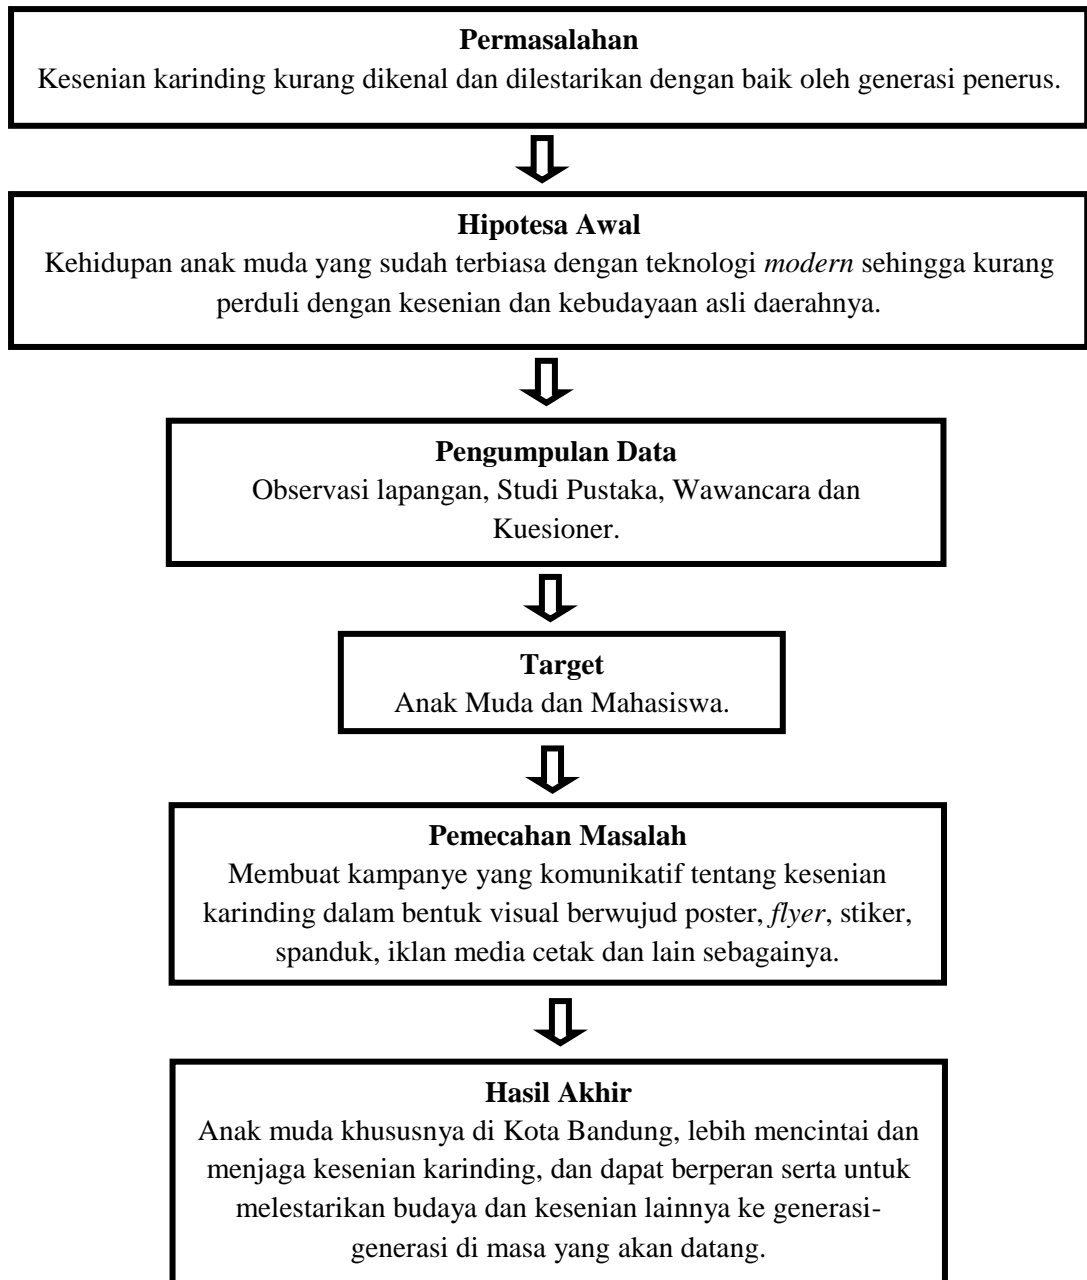 Permasalahan
Kesenian karinding kurang dikenal dan dilestarikan dengan baik oleh generasi penerus.
Hipotesa Awal
Kehidupan anak muda yang sudah terbiasa dengan teknologi modern sehingga kurang
perduli dengan kesenian dan kebudayaan asli daerahnya.
Pengumpulan Data
Observasi lapangan, Studi Pustaka, Wawancara dan
Kuesioner.
Target
Anak Muda dan Mahasiswa.
Pemecahan Masalah
Membuat kampanye yang komunikatif tentang kesenian
karinding dalam bentuk visual berwujud poster, flyer, stiker,
spanduk, iklan media cetak dan lain sebagainya.
Hasil Akhir
Anak muda khususnya di Kota Bandung, lebih mencintai dan
menjaga kesenian karinding, dan dapat berperan serta untuk
melestarikan budaya dan kesenian lainnya ke generasi-
generasi di masa yang akan datang.